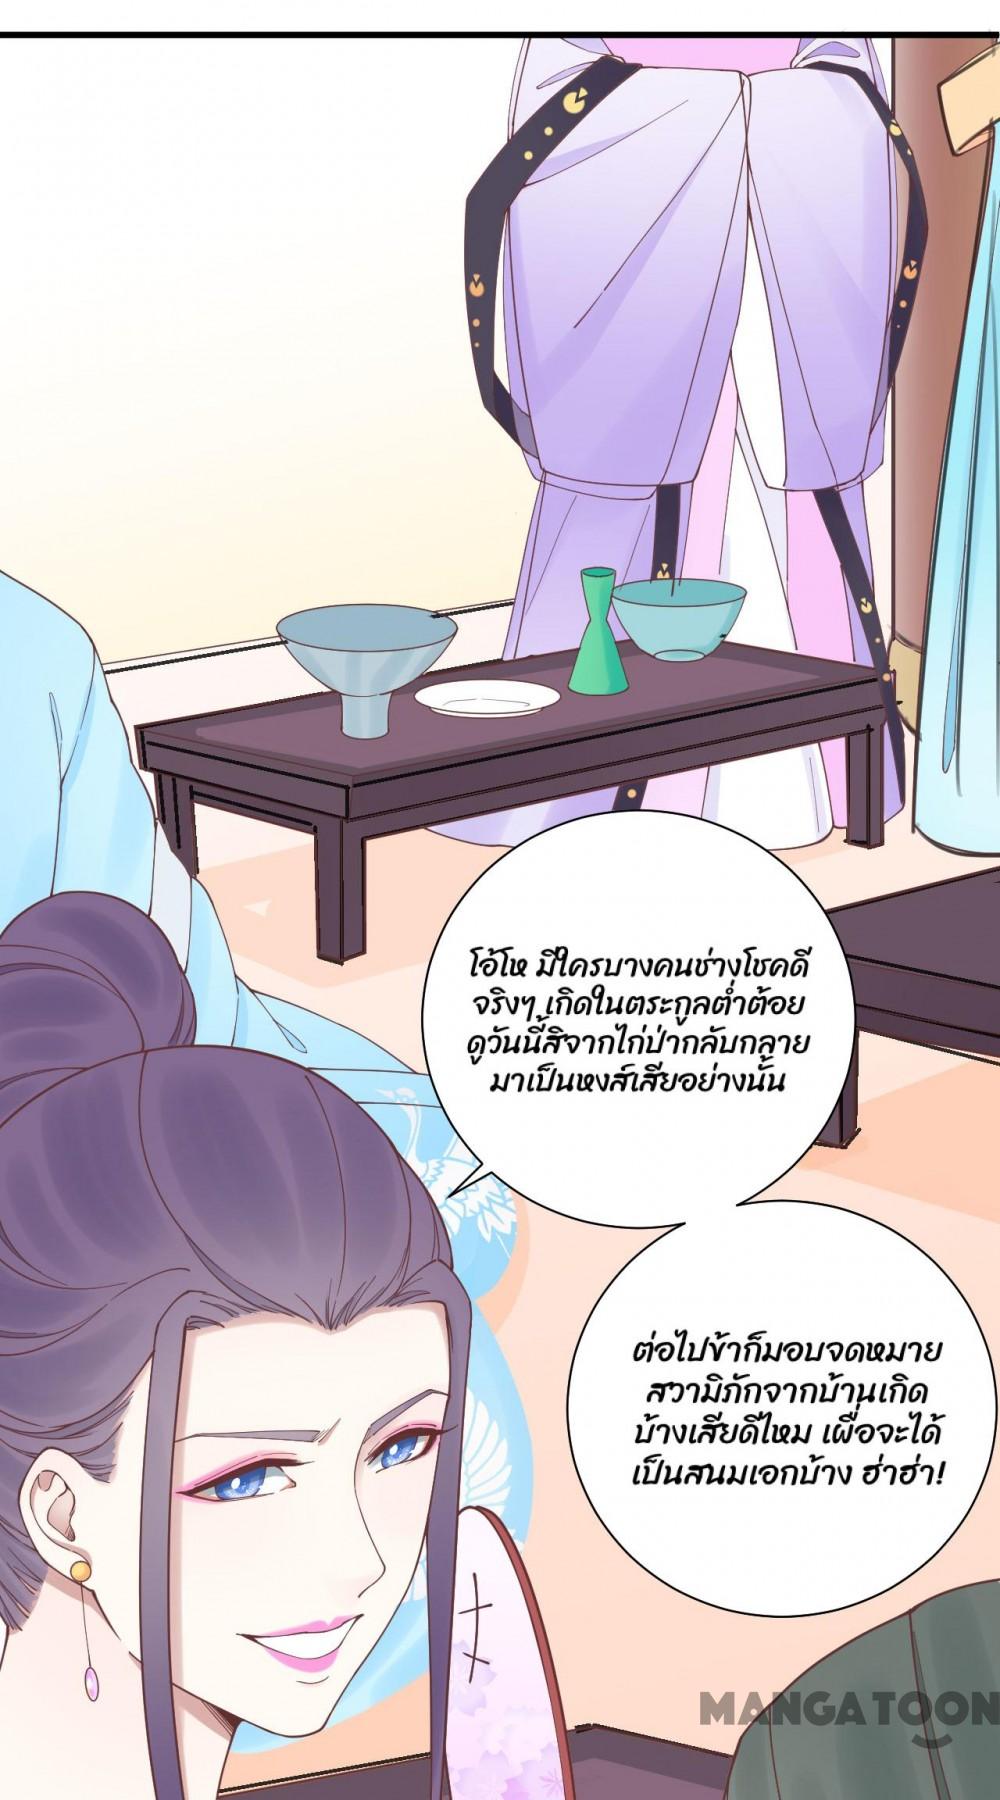 โอ้โห มีใครบางคนช่างโชคดี
จริงๆ เกิดในตระกูลต่ำต้อย
ดูวันนี้สิจากไก่ป่ากลับกลาย
มาเป็นหงส์เสียอย่างนั้น
ต่อไปข้าก็มอบจดหมาย
สวามิภักจากบ้านเกิด
บ้างเสียดีไหม เผื่อจะได้
เป็นสนมเอกบ้าง ฮ่าฮ่า!
MANGATOON